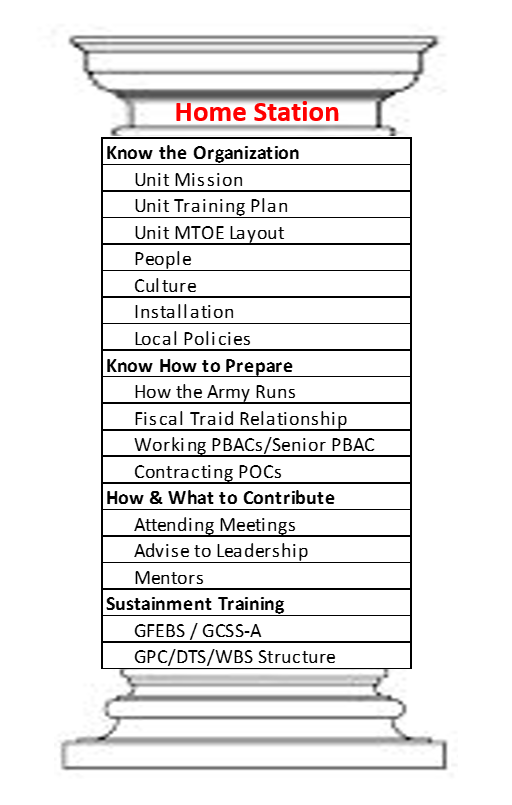 Home Station
Know the Organization
Unit Mission
Unit Training Plan
Unit MTOE Layout
People
Culture
Installation
Local Policies
Know How to Prepare
How the Army Runs
Fiscal Traid Relationship
Working PBACs/Senior PBAC
Contracting POCs
How & What to Contribute
Attending Meetings
Advise to Leadership
Mentors
Sustainment Training
GFEBS / GCSS-A
GPC/DTS/WBS Structure